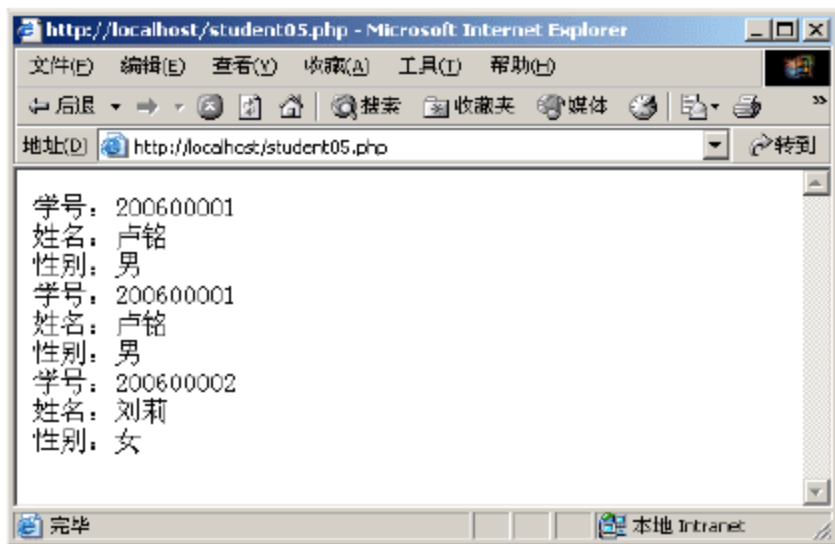 http://localhost/student05.php - Microsoft Internet Explorer
文件(F) 编辑(E) 查看(V) 收藏(A) 工具(T) 帮助(H)
后退 搜索 收藏夹 媒体 »
地址(D) http://localhost/student05.php 转到
学号：200600001
姓名：卢铭
性别：男
学号：200600001
姓名：卢铭
性别：男
学号：200600002
姓名：刘莉
性别：女
完毕 本地 Intranet